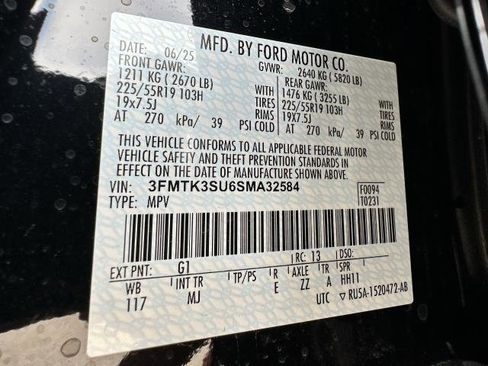 MFD. BY FORD MOTOR CO.
DATE: 06/25 GVWR: 2640 KG ( 5820 LB)
FRONT GAWR: REAR GAWR:
1211 KG ( 2670 LB) WITH 1476 KG ( 3255 LB) WITH
225/55R19 103H TIRES 225/55R19 103H TIRES
19x7.5J RIMS 19x7.5J RIMS
AT 270 kPa/ 39 PSI COLD AT 270 kPa/ 39 PSI COLD
THIS VEHICLE CONFORMS TO ALL APPLICABLE FEDERAL MOTOR
VEHICLE SAFETY AND THEFT PREVENTION STANDARDS IN
EFFECT ON THE DATE OF MANUFACTURE SHOWN ABOVE.
VIN: 3FMTK3SU6SMA32584 F0094
TYPE: MPV T0231
EXT PNT: G1 RC: 13 DSO:
WB INT TR TP/PS R AXLE TR SPR
117 MJ E ZZ A HH11
UTC ▽ RU5A-1520472-AB